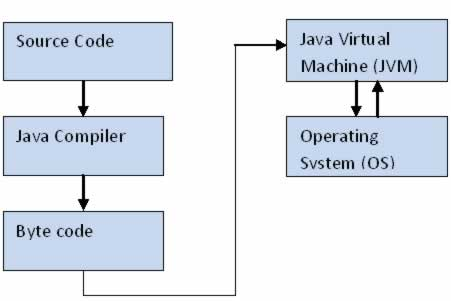 Source Code
Java Compiler
Byte code
Java Virtual
Machine (JVM)
Operating
System (OS)